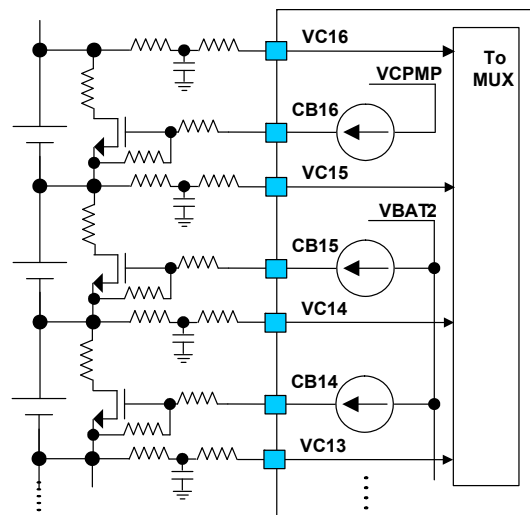 VC16
To
MUX
VCPMP
CB16
VC15
VBAT2
CB15
VC14
CB14
VC13